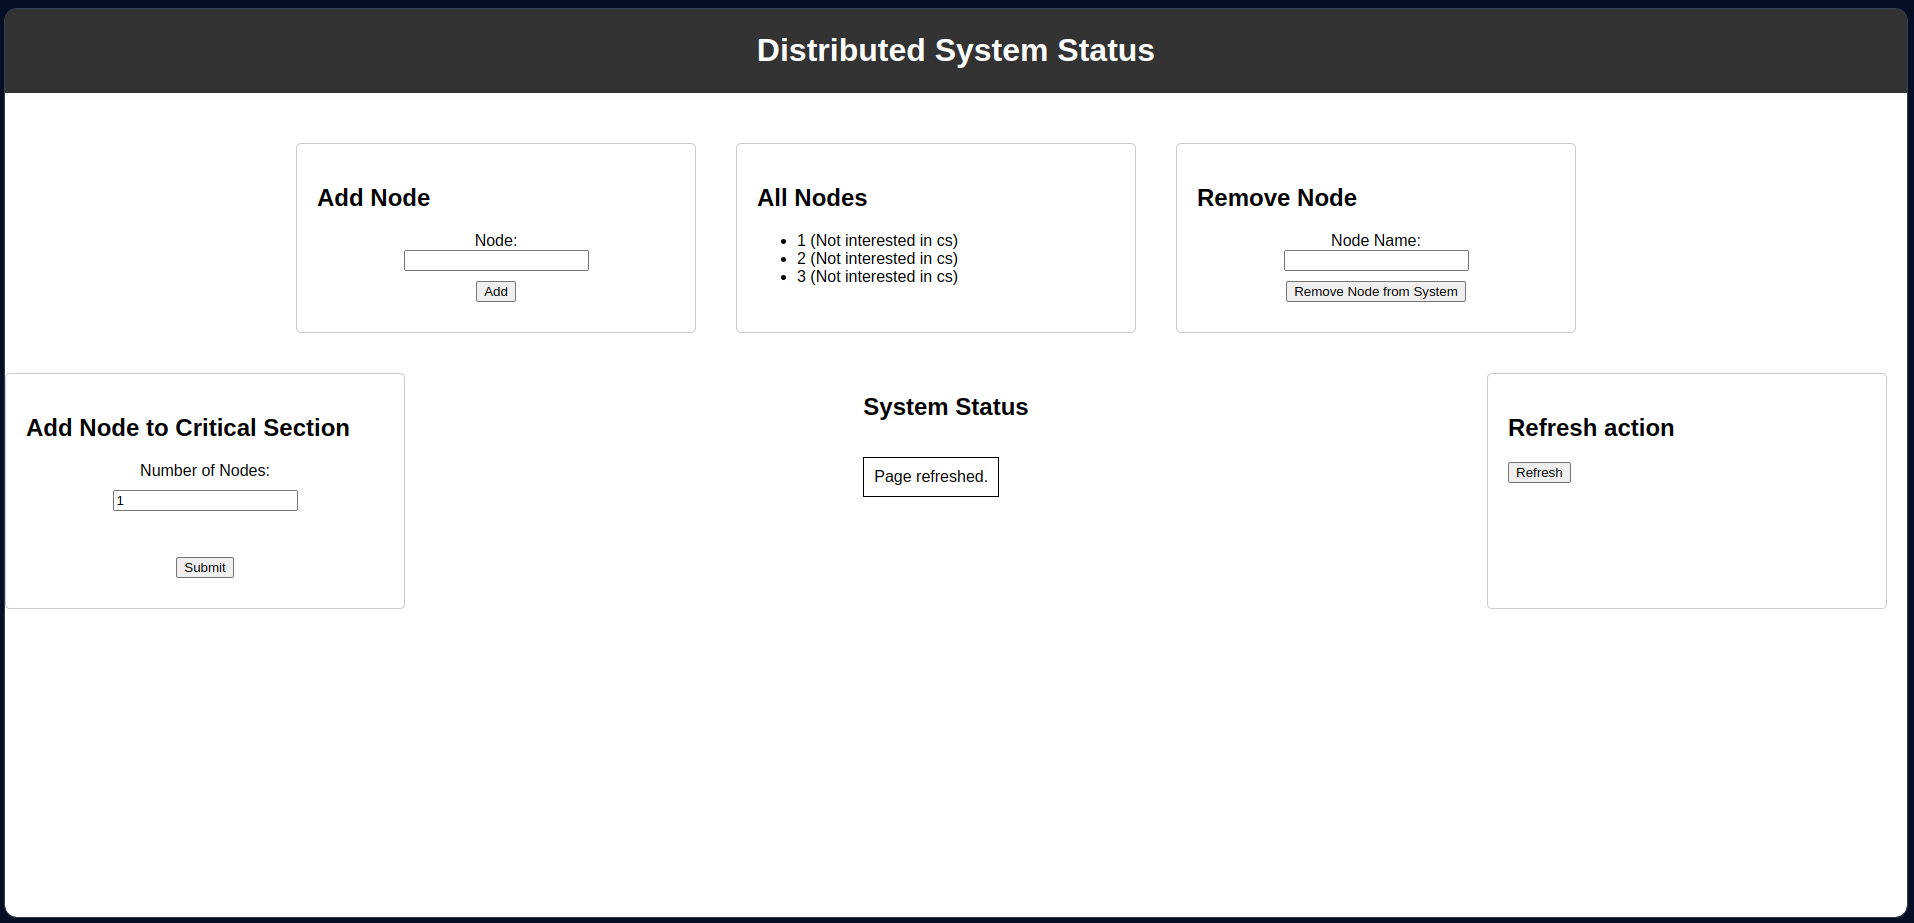 Distributed System Status
Add Node
Node:
Add
All Nodes
• 1 (Not interested in cs)
• 2 (Not interested in cs)
• 3 (Not interested in cs)
Remove Node
Node Name:
Remove Node from System
Add Node to Critical Section
Number of Nodes:
1
Submit
System Status
Page refreshed.
Refresh action
Refresh